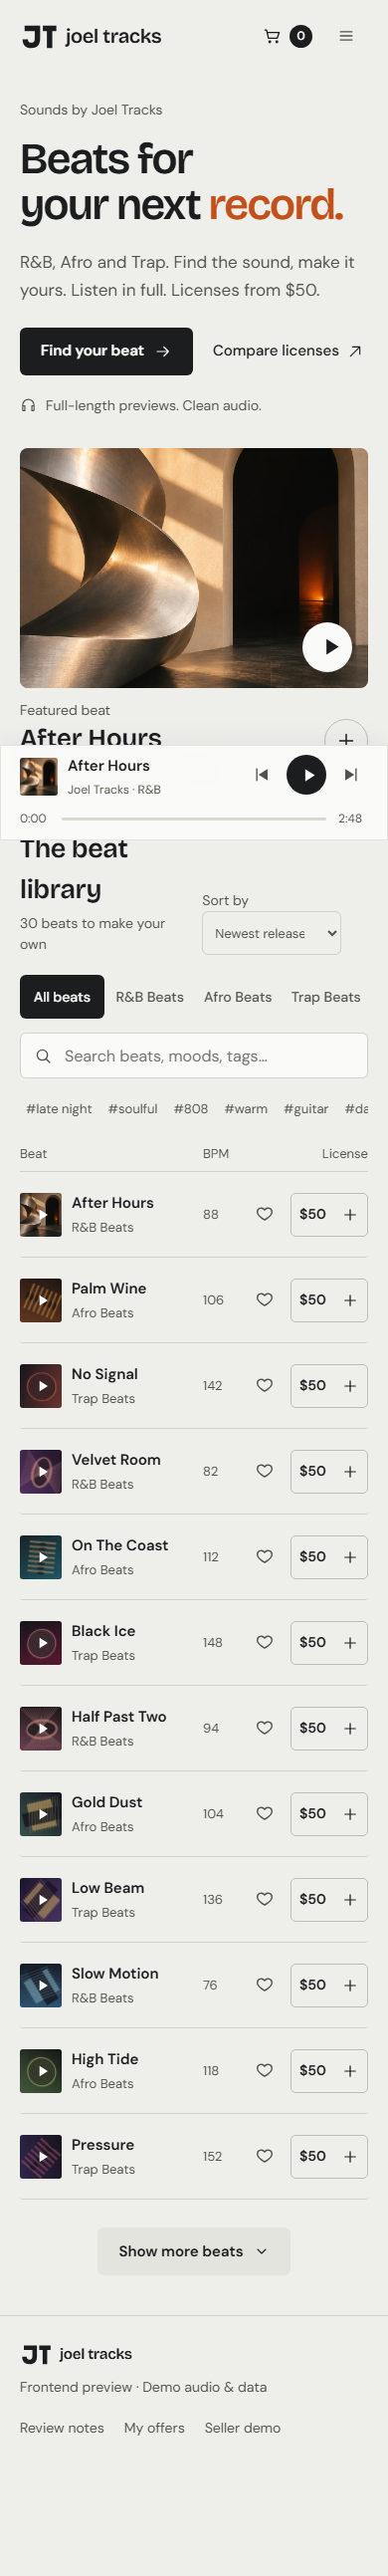 JT joel tracks
0
Sounds by Joel Tracks
Beats for
your next record.
R&B, Afro and Trap. Find the sound, make it
yours. Listen in full. Licenses from $50.
Find your beat
Compare licenses
Full-length previews. Clean audio.
Featured beat
After Hours
After Hours
Joel Tracks · R&B
0:00
2:48
The beat
library
30 beats to make your
own
Sort by
Newest release
All beats
R&B Beats
Afro Beats
Trap Beats
Search beats, moods, tags...
#late night #soulful #808 #warm #guitar #da
Beat BPM License
After Hours
R&B Beats
88
$50
Palm Wine
Afro Beats
106
$50
No Signal
Trap Beats
142
$50
Velvet Room
R&B Beats
82
$50
On The Coast
Afro Beats
112
$50
Black Ice
Trap Beats
148
$50
Half Past Two
R&B Beats
94
$50
Gold Dust
Afro Beats
104
$50
Low Beam
Trap Beats
136
$50
Slow Motion
R&B Beats
76
$50
High Tide
Afro Beats
118
$50
Pressure
Trap Beats
152
$50
Show more beats
JT joel tracks
Frontend preview · Demo audio & data
Review notes
My offers
Seller demo